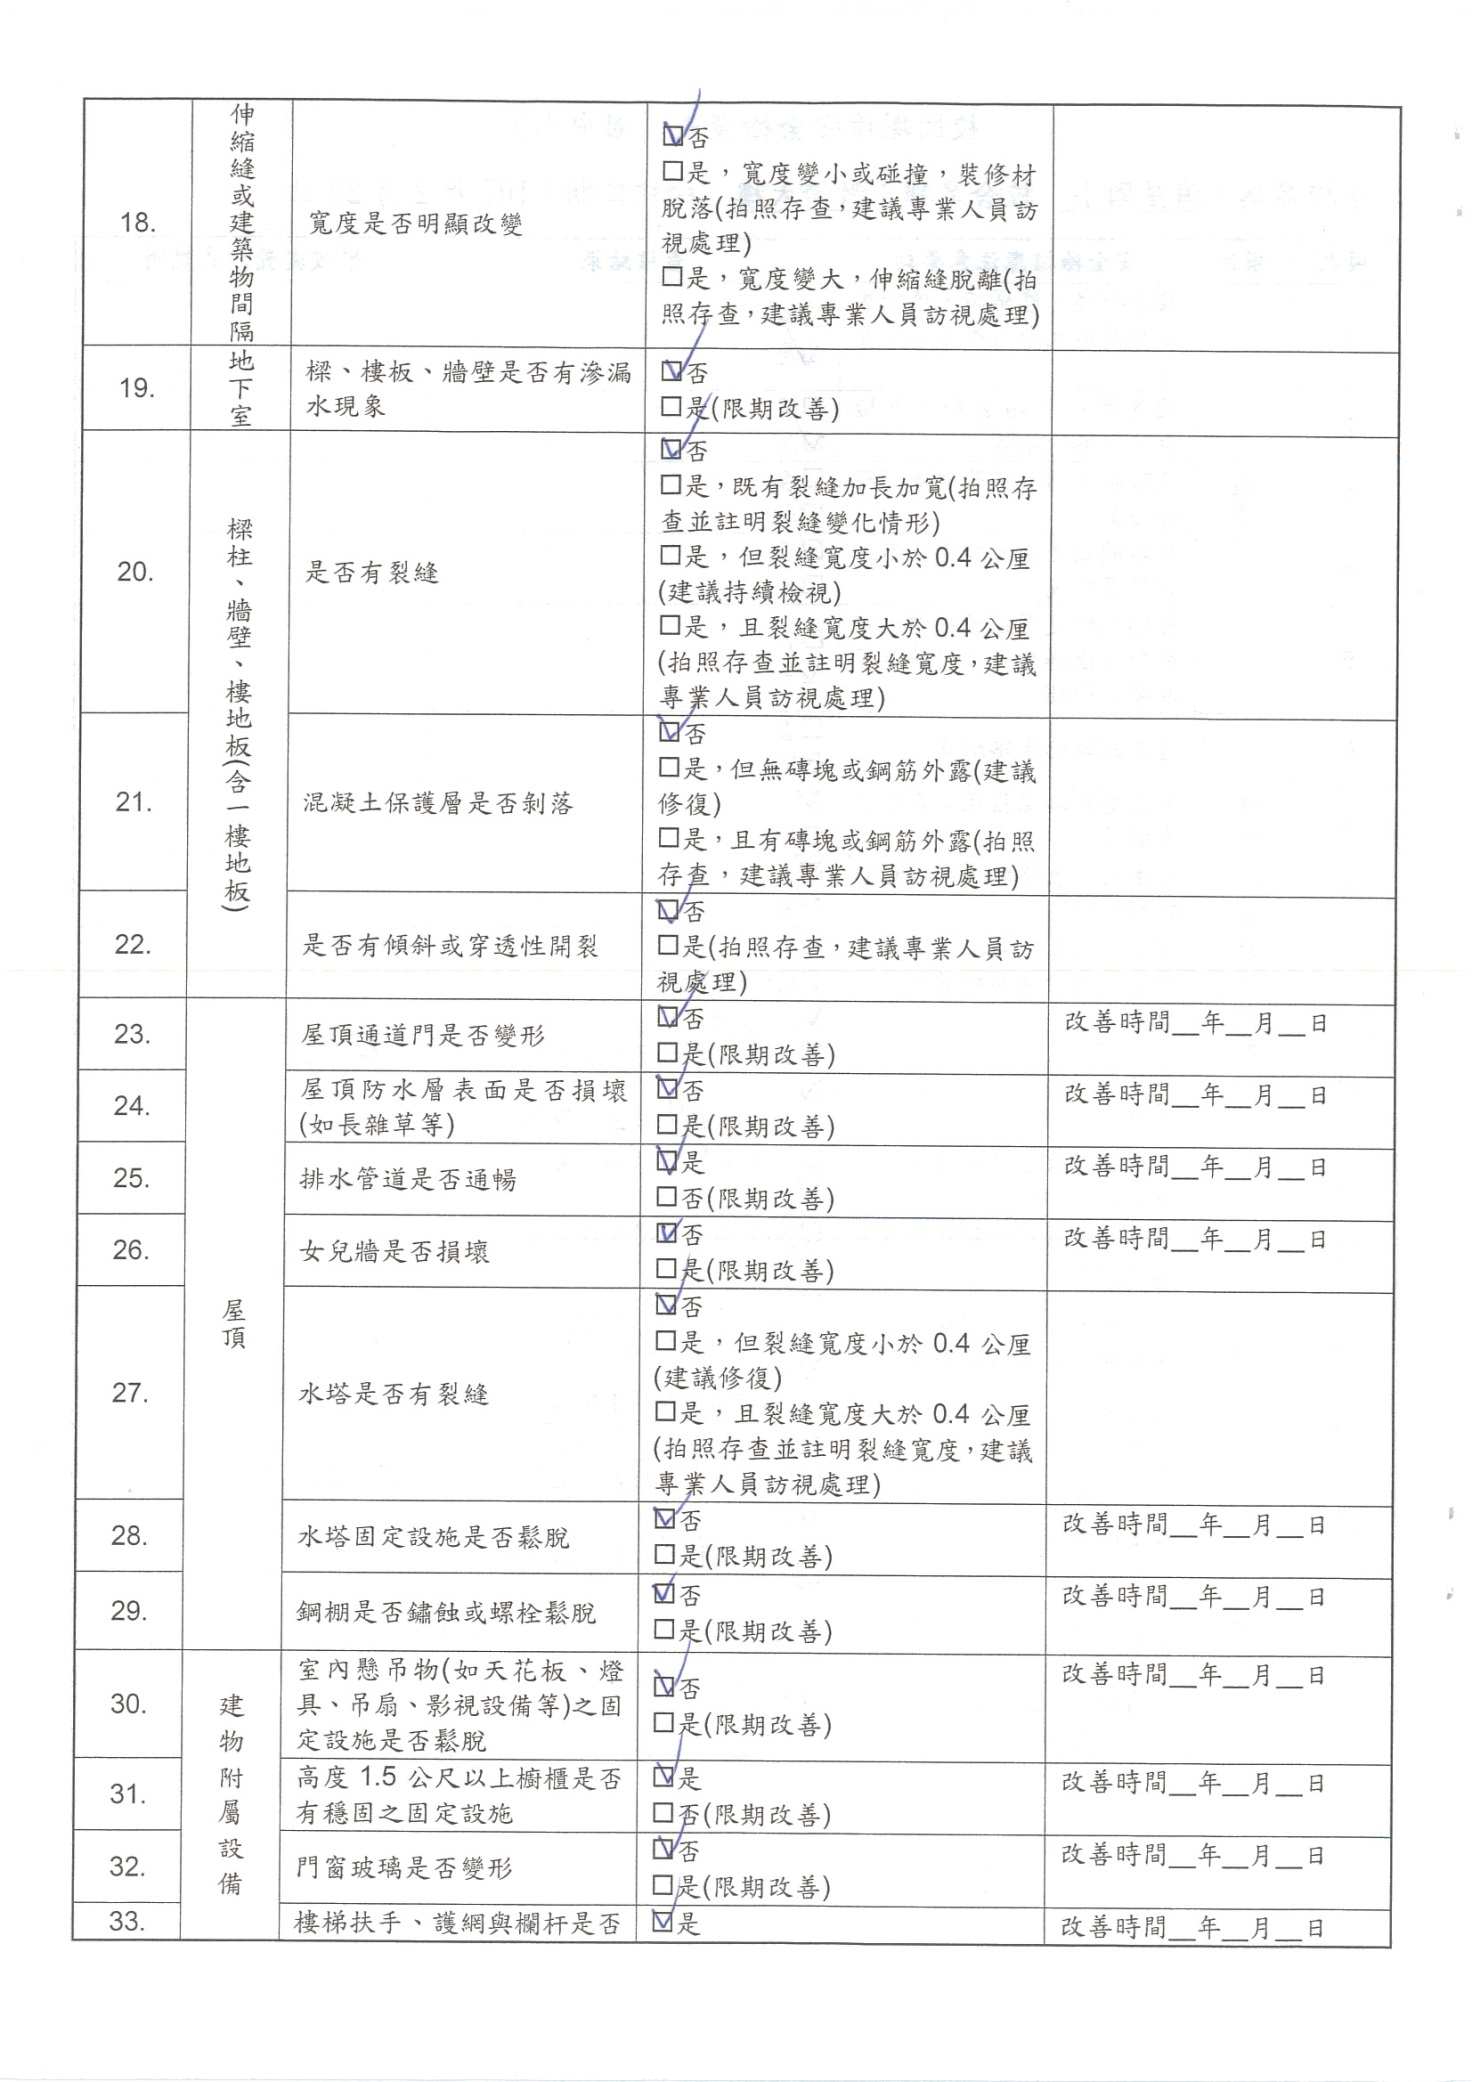 18.
伸縮縫或建築物間隔
寬度是否明顯改變
☑否
□是，寬度變小或碰撞，裝修材
脫落(拍照存查，建議專業人員訪
視處理)
□是，寬度變大，伸縮縫脫離(拍
照存查，建議專業人員訪視處理)
19.
地下室
樑、樓板、牆壁是否有滲漏
水現象
☑否
□是(限期改善)
20.
樑柱、牆壁、樓地板(含一樓地板)
是否有裂縫
☑否
□是，既有裂縫加長加寬(拍照存
查並註明裂縫變化情形)
□是，但裂縫寬度小於 0.4 公厘
(建議持續檢視)
□是，且裂縫寬度大於 0.4 公厘
(拍照存查並註明裂縫寬度，建議
專業人員訪視處理)
21.
混凝土保護層是否剝落
☑否
□是，但無磚塊或鋼筋外露(建議
修復)
□是，且有磚塊或鋼筋外露(拍照
存查，建議專業人員訪視處理)
22.
是否有傾斜或穿透性開裂
☑否
□是(拍照存查，建議專業人員訪
視處理)
23.
屋頂
屋頂通道門是否變形
☑否
□是(限期改善)
改善時間__年__月__日
24.
屋頂防水層表面是否損壞
(如長雜草等)
☑否
□是(限期改善)
改善時間__年__月__日
25.
排水管道是否通暢
☑是
□否(限期改善)
改善時間__年__月__日
26.
女兒牆是否損壞
☑否
□是(限期改善)
改善時間__年__月__日
27.
水塔是否有裂縫
☑否
□是，但裂縫寬度小於 0.4 公厘
(建議修復)
□是，且裂縫寬度大於 0.4 公厘
(拍照存查並註明裂縫寬度，建議
專業人員訪視處理)
28.
水塔固定設施是否鬆脫
☑否
□是(限期改善)
改善時間__年__月__日
29.
鋼棚是否鏽蝕或螺栓鬆脫
☑否
□是(限期改善)
改善時間__年__月__日
30.
建物附屬設備
室內懸吊物(如天花板、燈
具、吊扇、影視設備等)之固
定設施是否鬆脫
☑否
□是(限期改善)
改善時間__年__月__日
31.
高度 1.5 公尺以上櫥櫃是否
有穩固之固定設施
☑是
□否(限期改善)
改善時間__年__月__日
32.
門窗玻璃是否變形
☑否
□是(限期改善)
改善時間__年__月__日
33.
樓梯扶手、護網與欄杆是否
☑是
改善時間__年__月__日